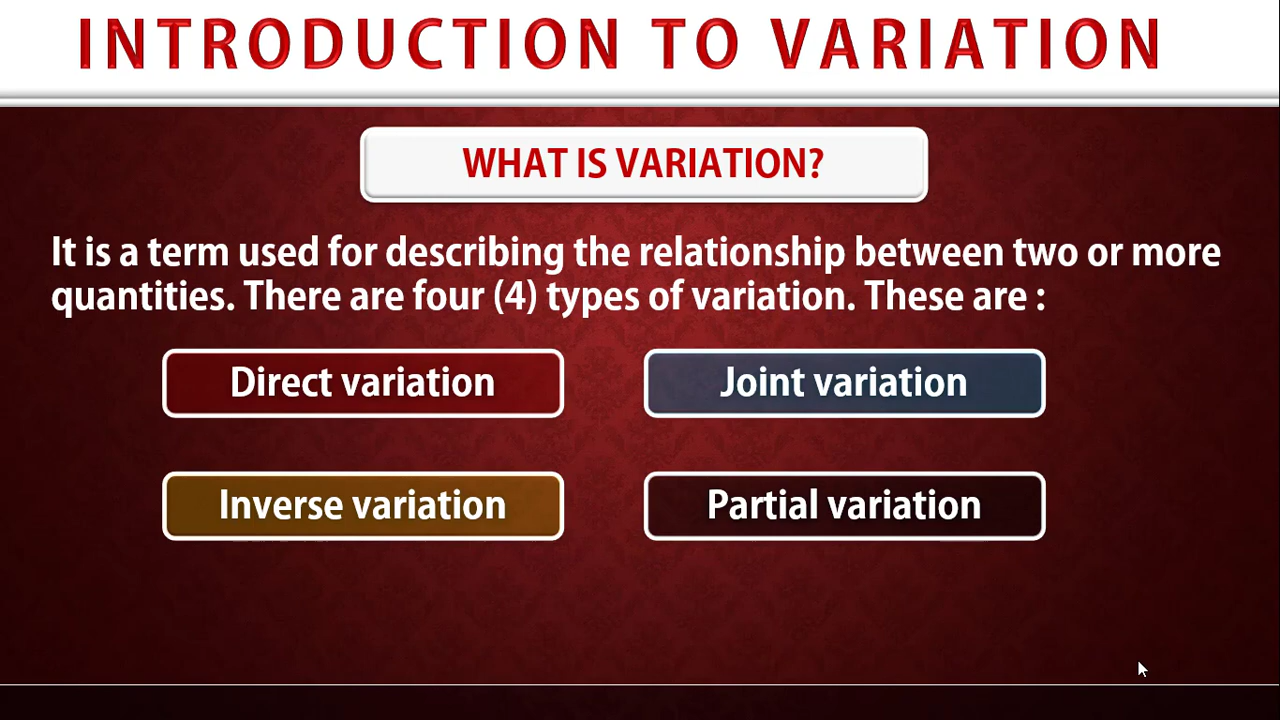 INTRODUCTION TO VARIATION
WHAT IS VARIATION?
It is a term used for describing the relationship between two or more
quantities. There are four (4) types of variation. These are :
Direct variation
Joint variation
Inverse variation
Partial variation